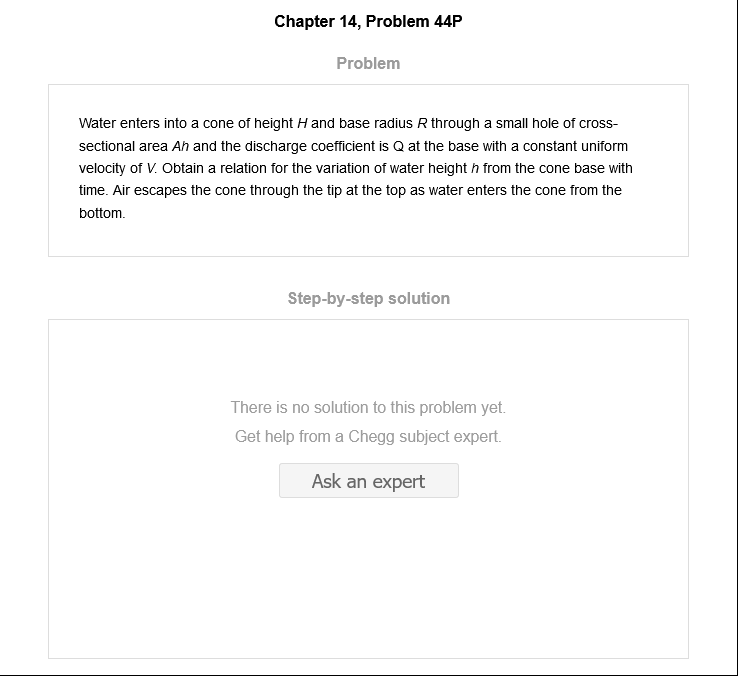 Chapter 14, Problem 44P
Problem
Water enters into a cone of height H and base radius R through a small hole of cross-
sectional area Ah and the discharge coefficient is Q at the base with a constant uniform
velocity of V. Obtain a relation for the variation of water height h from the cone base with
time. Air escapes the cone through the tip at the top as water enters the cone from the
bottom.
Step-by-step solution
There is no solution to this problem yet.
Get help from a Chegg subject expert.
Ask an expert